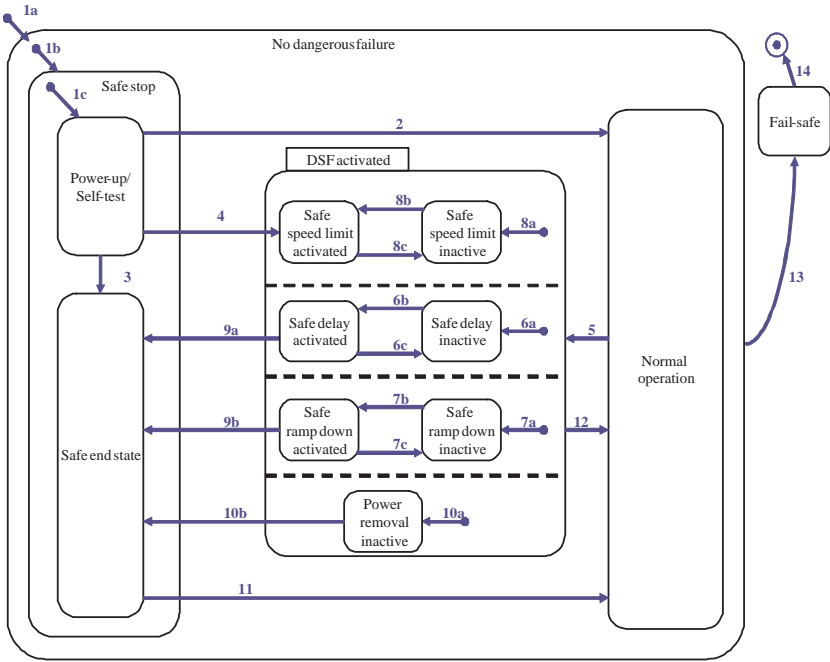 1a
1b
No dangerous failure
1c
Safe stop
14
2
Fail-safe
DSF activated
Power-up/
Self-test
4
Safe
speed limit
activated
8b
8c
Safe
speed limit
inactive
8a
3
13
9a
Safe delay
activated
6b
6c
Safe delay
inactive
6a
5
Normal
operation
9b
Safe
ramp down
activated
7b
7c
Safe
ramp down
inactive
7a
12
Safe end state
10b
Power
removal
inactive
10a
11